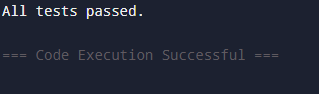 All tests passed.
=== Code Execution Successful ===